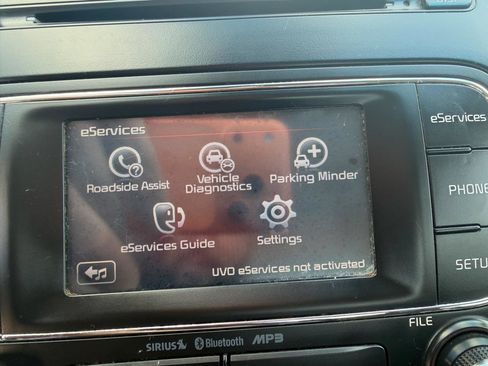 eServices
Roadside Assist
Vehicle
Diagnostics
Parking Minder
eServices Guide
Settings
UVO eServices not activated
eServices
PHONE
SETU
FILE
SIRIUS
Bluetooth
MP3